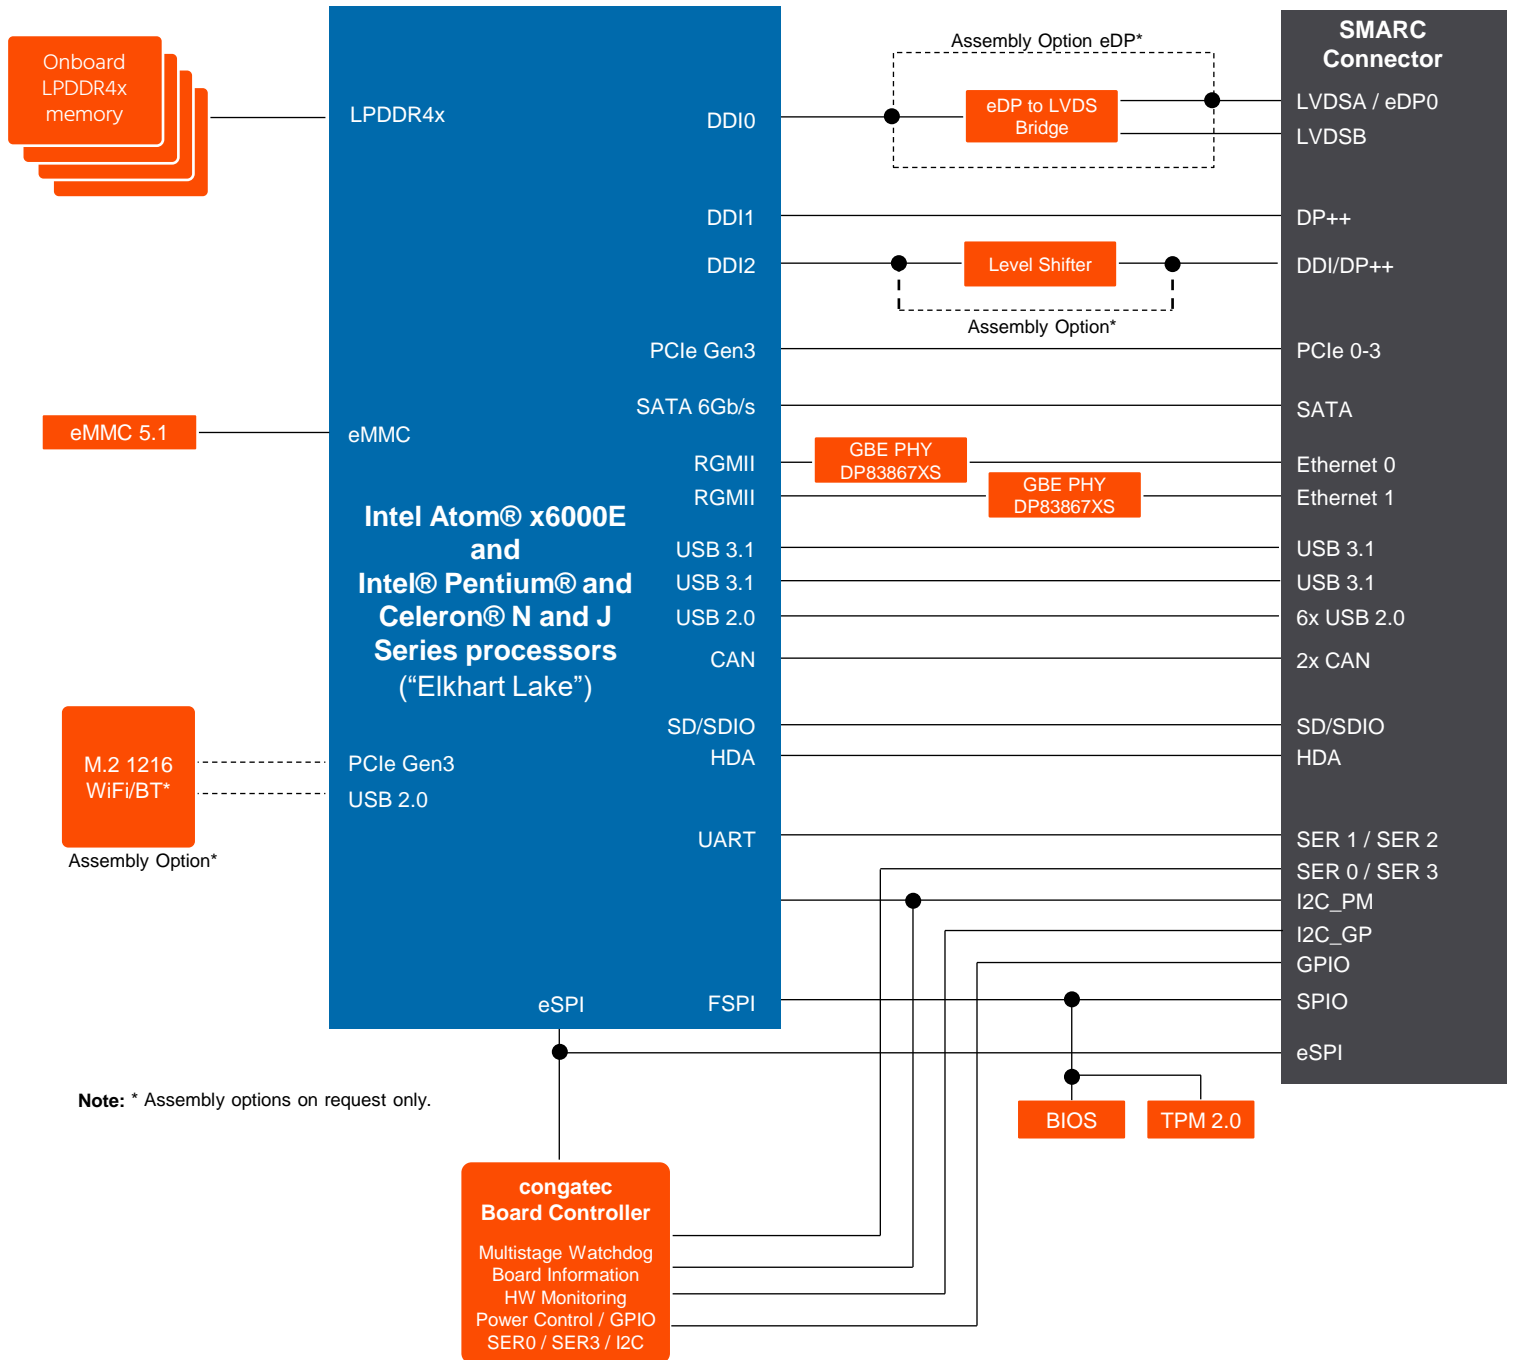 Onboard
LPDDR4x
memory
LPDDR4x
eMMC 5.1
eMMC
Intel Atom® x6000E
and
Intel® Pentium® and
Celeron® N and J
Series processors
(“Elkhart Lake”)
M.2 1216
WiFi/BT*
Assembly Option*
PCIe Gen3
USB 2.0
DDI0
DDI1
DDI2
PCIe Gen3
SATA 6Gb/s
RGMII
RGMII
USB 3.1
USB 3.1
USB 2.0
CAN
SD/SDIO
HDA
UART
eSPI
FSPI
Assembly Option eDP*
eDP to LVDS
Bridge
Level Shifter
Assembly Option*
GBE PHY
DP83867XS
GBE PHY
DP83867XS
SMARC
Connector
LVDSA / eDP0
LVDSB
DP++
DDI/DP++
PCIe 0-3
SATA
Ethernet 0
Ethernet 1
USB 3.1
USB 3.1
6x USB 2.0
2x CAN
SD/SDIO
HDA
SER 1 / SER 2
SER 0 / SER 3
I2C_PM
I2C_GP
GPIO
SPIO
eSPI
BIOS
TPM 2.0
Note: * Assembly options on request only.
congatec
Board Controller
Multistage Watchdog
Board Information
HW Monitoring
Power Control / GPIO
SER0 / SER3 / I2C